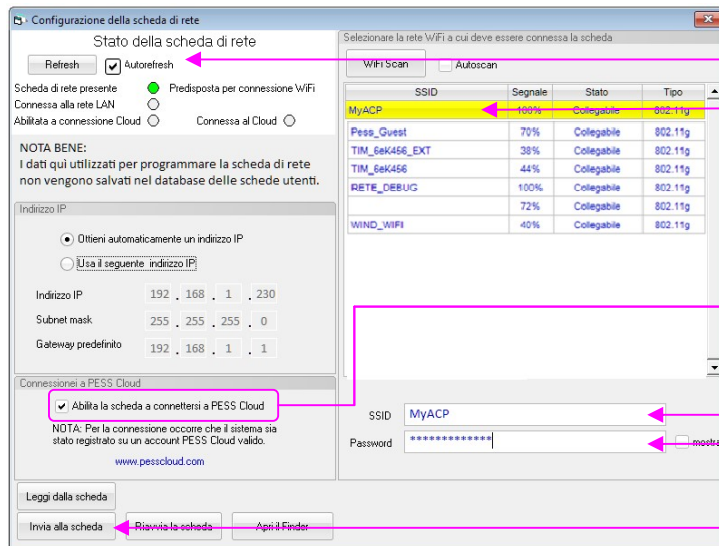 Configurazione della scheda di rete
Stato della scheda di rete
Refresh
Autorefresh
Scheda di rete presente
Predisposta per connessione WiFi
Connessa alla rete LAN
Abilitata a connessione Cloud
Connessa al Cloud
NOTA BENE:
I dati quì utilizzati per programmare la scheda di rete
non vengono salvati nel database delle schede utenti.
Indirizzo IP
Ottieni automaticamente un indirizzo IP
Usa il seguente indirizzo IP
Indirizzo IP 192 . 168 . 1 . 230
Subnet mask 255 . 255 . 255 . 0
Gateway predefinito 192 . 168 . 1 . 1
Connessionei a PESS Cloud
Abilita la scheda a connettersi a PESS Cloud
NOTA: Per la connessione occorre che il sistema sia
stato registrato su un account PESS Cloud valido.
www.pesscloud.com
Leggi dalla scheda
Invia alla scheda
Riavvia la scheda
Apri il Finder
Selezionare la rete WiFi a cui deve essere connessa la scheda
WiFi Scan
Autoscan
SSID Segnale Stato Tipo
MyACP 100% Collegabile 802.11g
Pess_Guest 70% Collegabile 802.11g
TIM_6eK456_EXT 38% Collegabile 802.11g
TIM_6eK456 44% Collegabile 802.11g
RETE_DEBUG 100% Collegabile 802.11g
72% Collegabile 802.11g
WIND_WIFI 40% Collegabile 802.11g
SSID MyACP
Password *************
mostra